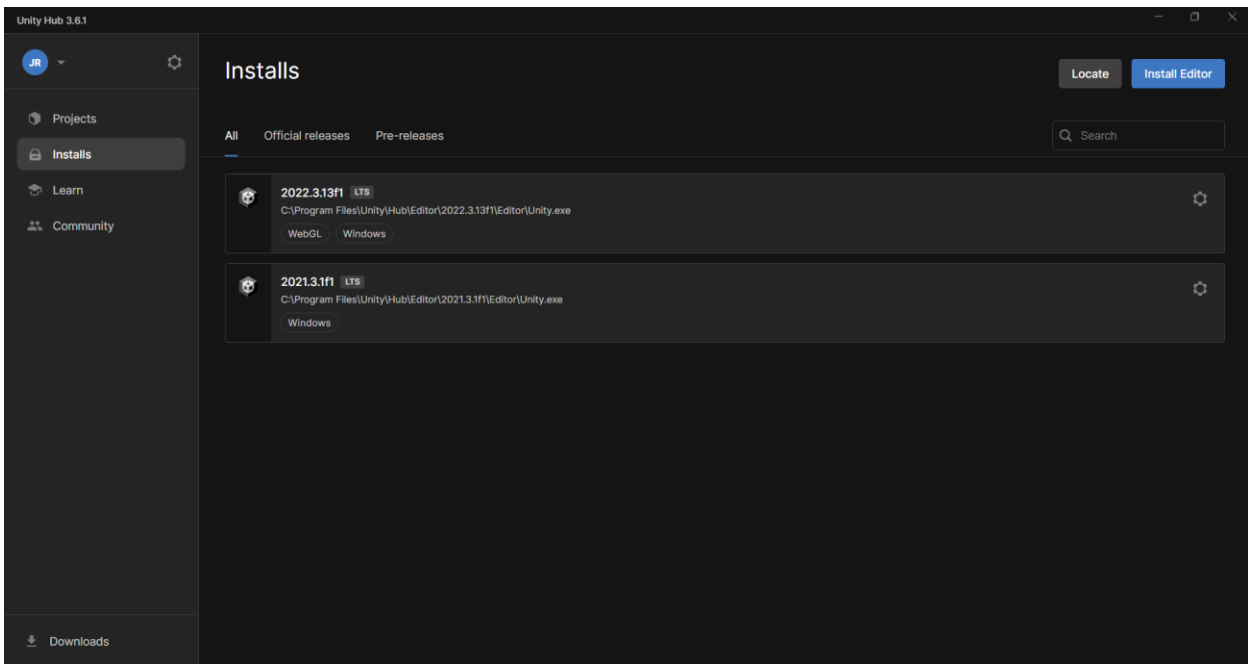 Unity Hub 3.6.1
JR
Projects
Installs
Learn
Community
Downloads
Installs
Locate
Install Editor
All
Official releases
Pre-releases
Search
2022.3.13f1 LTS
C:\Program Files\Unity\Hub\Editor\2022.3.13f1\Editor\Unity.exe
WebGL
Windows
2021.3.1f1 LTS
C:\Program Files\Unity\Hub\Editor\2021.3.1f1\Editor\Unity.exe
Windows